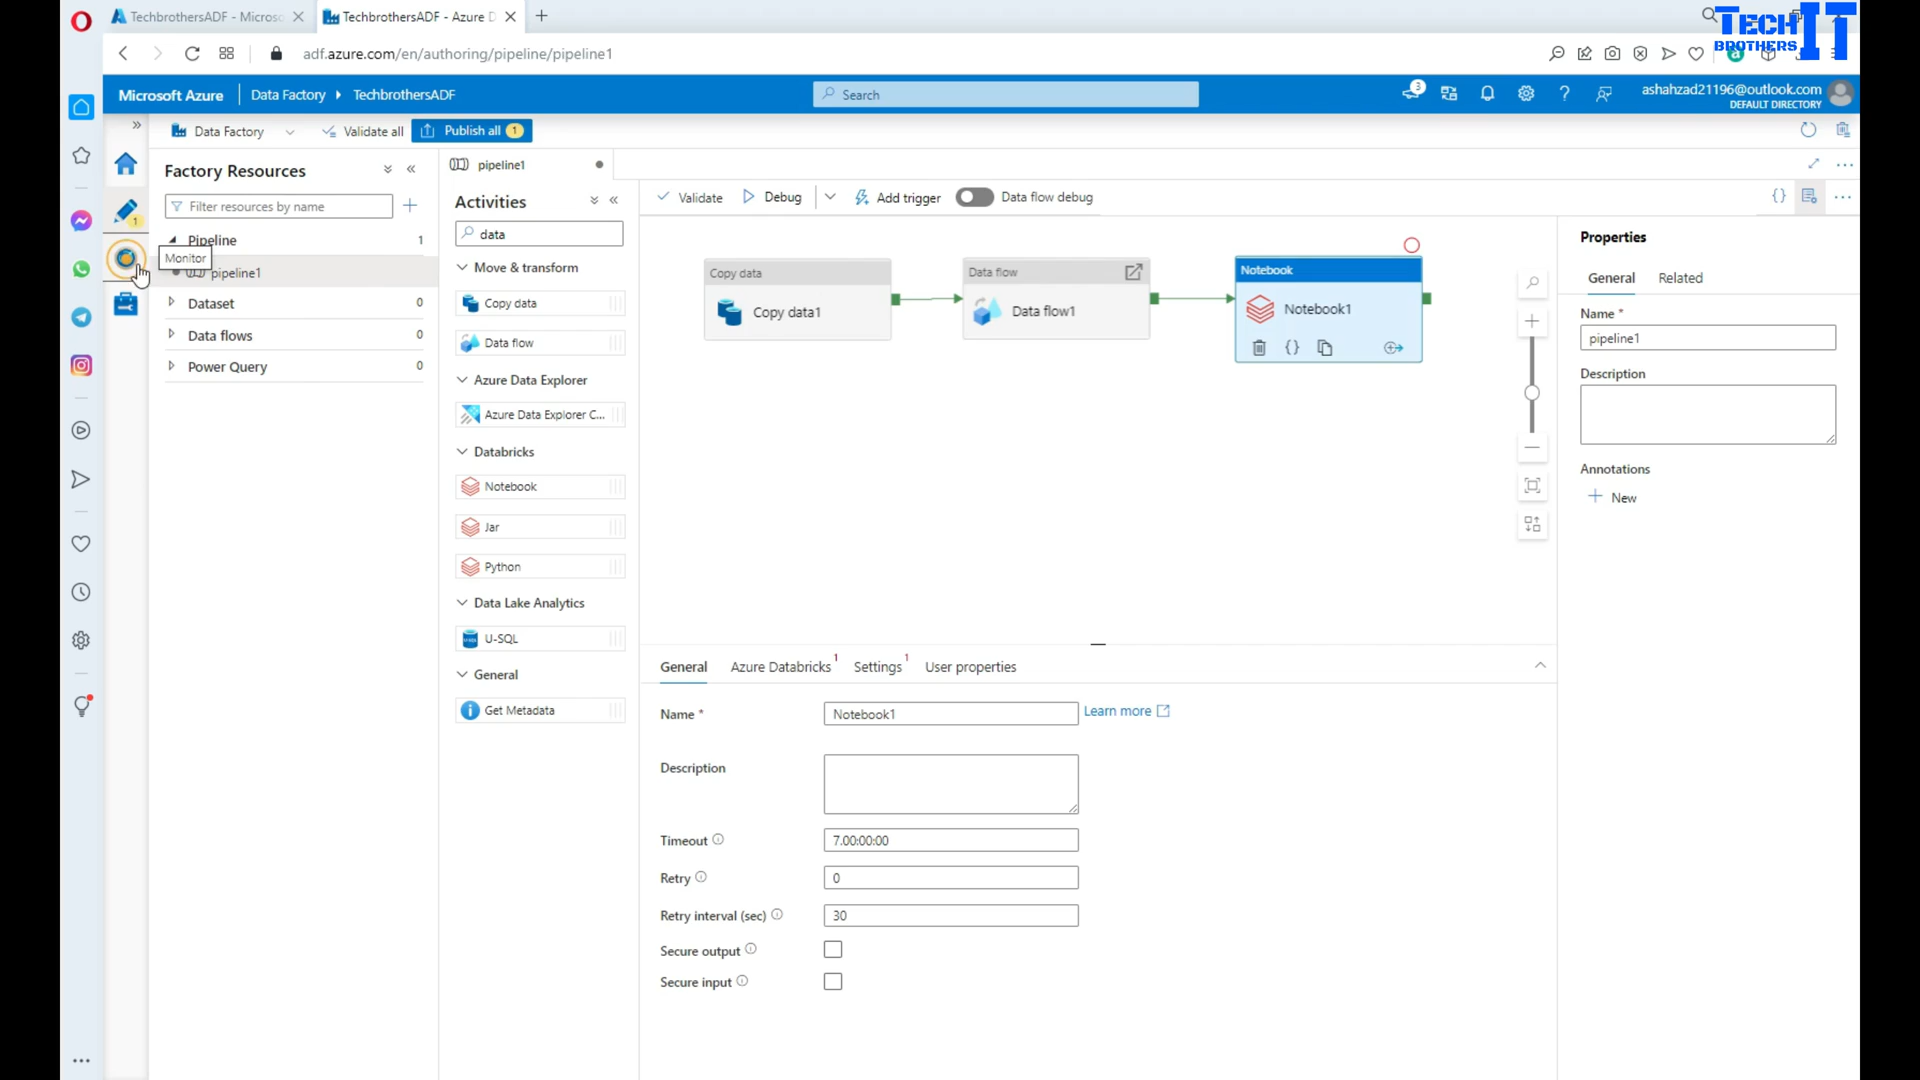 TechbrothersADF - Microso
TechbrothersADF - Azure D
TECH IT
BROTHERS
adf.azure.com/en/authoring/pipeline/pipeline1
Microsoft Azure
Data Factory
TechbrothersADF
Search
3
ashahzad21196@outlook.com
DEFAULT DIRECTORY
Data Factory
Validate all
Publish all 1
Factory Resources
Filter resources by name
1
Pipeline 1
Monitor
pipeline1
Dataset 0
Data flows 0
Power Query 0
pipeline1
Activities
data
Move & transform
Copy data
Data flow
Azure Data Explorer
Azure Data Explorer C...
Databricks
Notebook
Jar
Python
Data Lake Analytics
U-SQL
General
Get Metadata
Validate
Debug
Add trigger
Data flow debug
{}
Copy data
Copy data1
Data flow
Data flow1
Notebook
Notebook1
{}
General
Azure Databricks 1
Settings 1
User properties
Name *
Notebook1
Learn more
Description
Timeout
7.00:00:00
Retry
0
Retry interval (sec)
30
Secure output
Secure input
Properties
General
Related
Name *
pipeline1
Description
Annotations
New